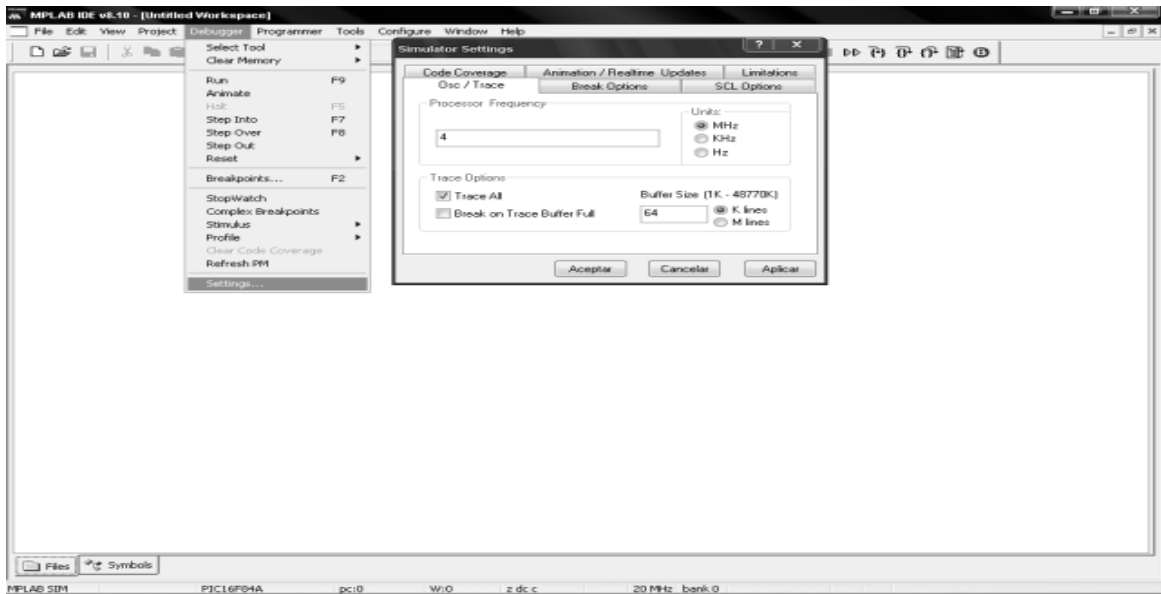 MPLAB IDE v8.10 - [Untitled Workspace]
File Edit View Project Debugger Programmer Tools Configure Window Help
Select Tool
Clear Memory
Run F9
Animate
Halt F5
Step Into F7
Step Over F8
Step Out
Reset
Breakpoints... F2
StopWatch
Complex Breakpoints
Stimulus
Profile
Clear Code Coverage
Refresh PM
Settings...
Simulator Settings
Code Coverage Animation / Realtime Updates Limitations
Osc / Trace Break Options SCL Options
Processor Frequency
Units:
4
MHz
KHz
Hz
Trace Options
Trace All
Buffer Size (1K - 48770K)
Break on Trace Buffer Full
64
K lines
M lines
Aceptar Cancelar Aplicar
Files Symbols
MPLAB SIM PIC16F84A pc:0 W:0 z dc c 20 MHz bank 0